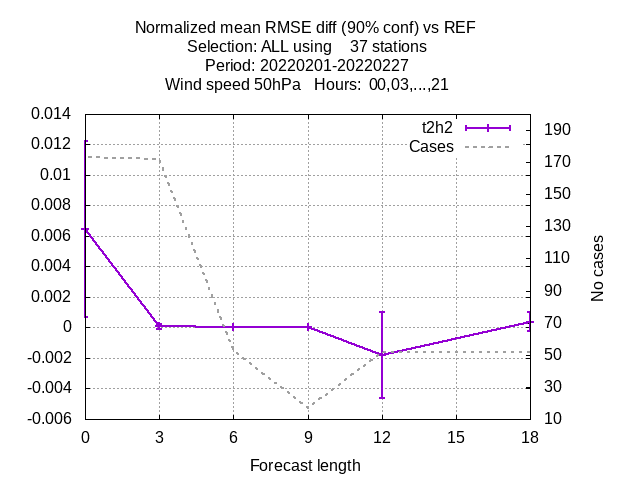 Normalized mean RMSE diff (90% conf) vs REF
Selection: ALL using    37 stations
Period: 20220201-20220227
Wind speed 50hPa   Hours:  00,03,...,21
t2h2
Cases
0.014
0.012
0.01
0.008
0.006
0.004
0.002
0
-0.002
-0.004
-0.006
190
170
150
130
110
90
70
50
30
10
No cases
0 3 6 9 12 15 18
Forecast length